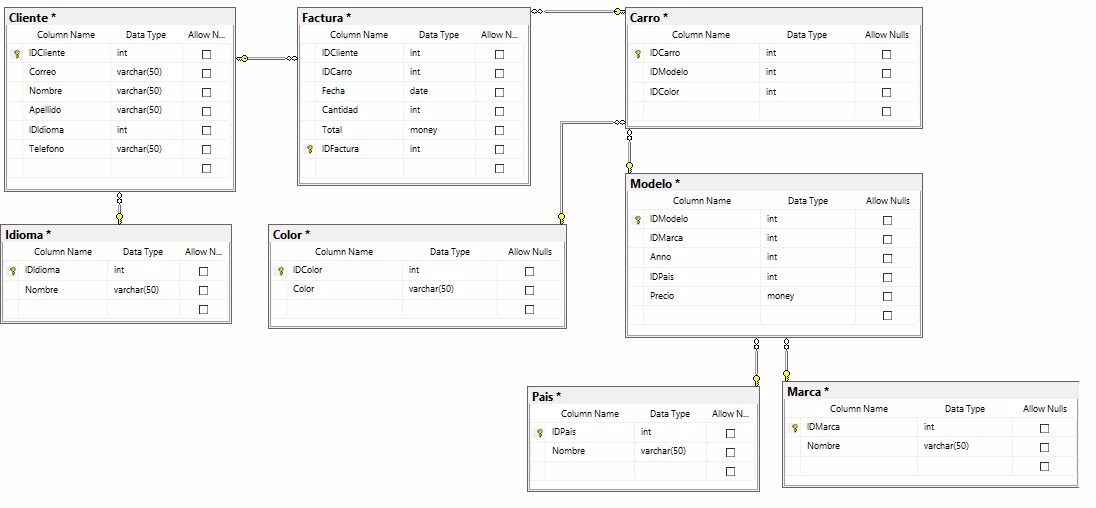 Cliente *
Column Name Data Type Allow N...
IDCliente int
Correo varchar(50)
Nombre varchar(50)
Apellido varchar(50)
IDIdioma int
Telefono varchar(50)
Factura *
Column Name Data Type Allow N...
IDCliente int
IDCarro int
Fecha date
Cantidad int
Total money
IDFactura int
Carro *
Column Name Data Type Allow Nulls
IDCarro int
IDModelo int
IDColor int
Modelo *
Column Name Data Type Allow Nulls
IDModelo int
IDMarca int
Anno int
IDPais int
Precio money
Idioma *
Column Name Data Type Allow N...
IDIdioma int
Nombre varchar(50)
Color *
Column Name Data Type Allow Nulls
IDColor int
Color varchar(50)
Pais *
Column Name Data Type Allow N...
IDPais int
Nombre varchar(50)
Marca *
Column Name Data Type Allow Nulls
IDMarca int
Nombre varchar(50)